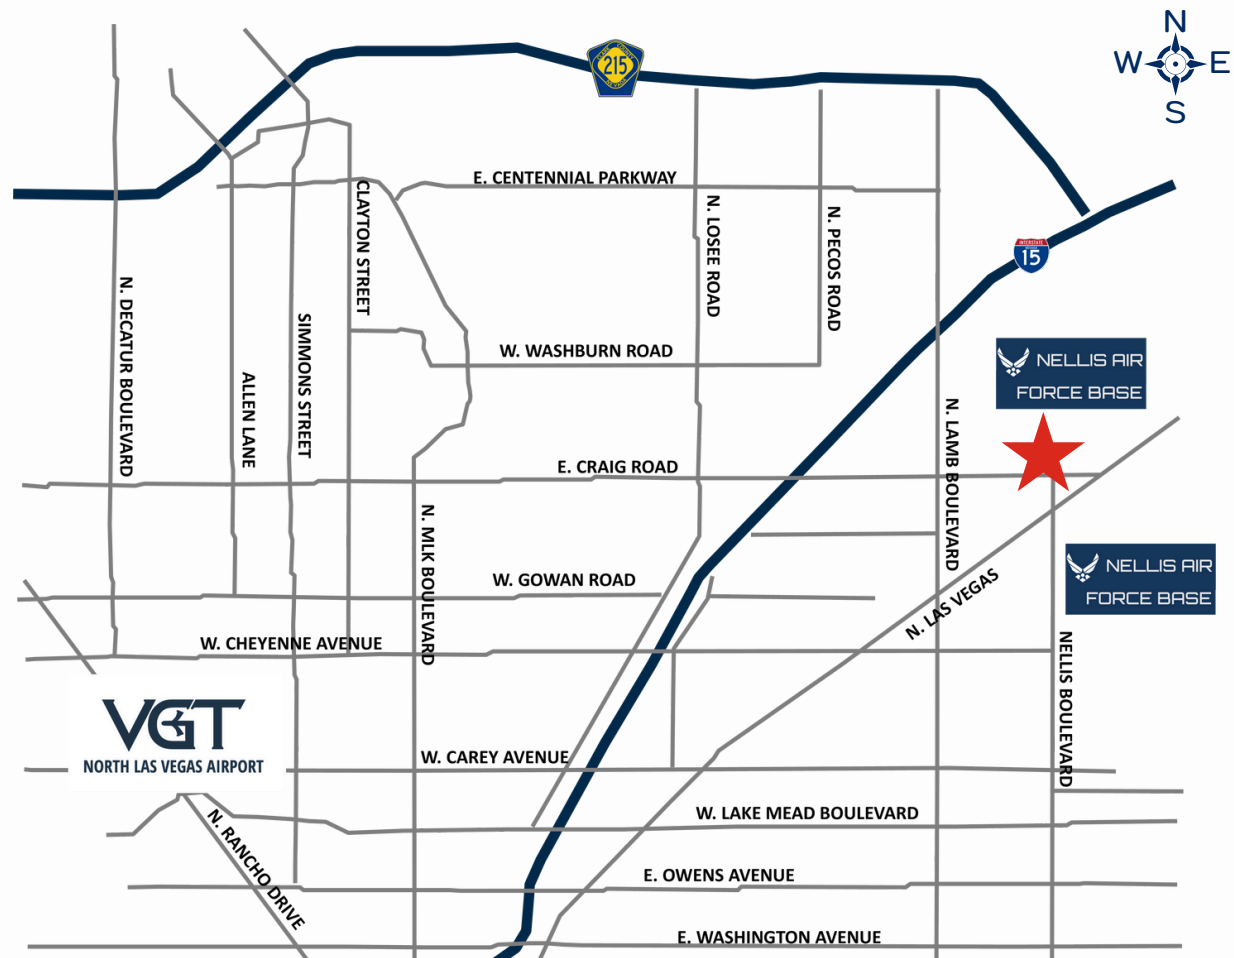 N
W E
S
215
E. CENTENNIAL PARKWAY
CLAYTON STREET
N. LOSEE ROAD
N. PECOS ROAD
INTERSTATE
15
N. DECATUR BOULEVARD
SIMMONS STREET
ALLEN LANE
W. WASHBURN ROAD
NELLIS AIR
FORCE BASE
N. LAMB BOULEVARD
E. CRAIG ROAD
N. MLK BOULEVARD
NELLIS AIR
FORCE BASE
W. GOWAN ROAD
N. LAS VEGAS
W. CHEYENNE AVENUE
NELLIS BOULEVARD
VGT
NORTH LAS VEGAS AIRPORT
W. CAREY AVENUE
N. RANCHO DRIVE
W. LAKE MEAD BOULEVARD
E. OWENS AVENUE
E. WASHINGTON AVENUE